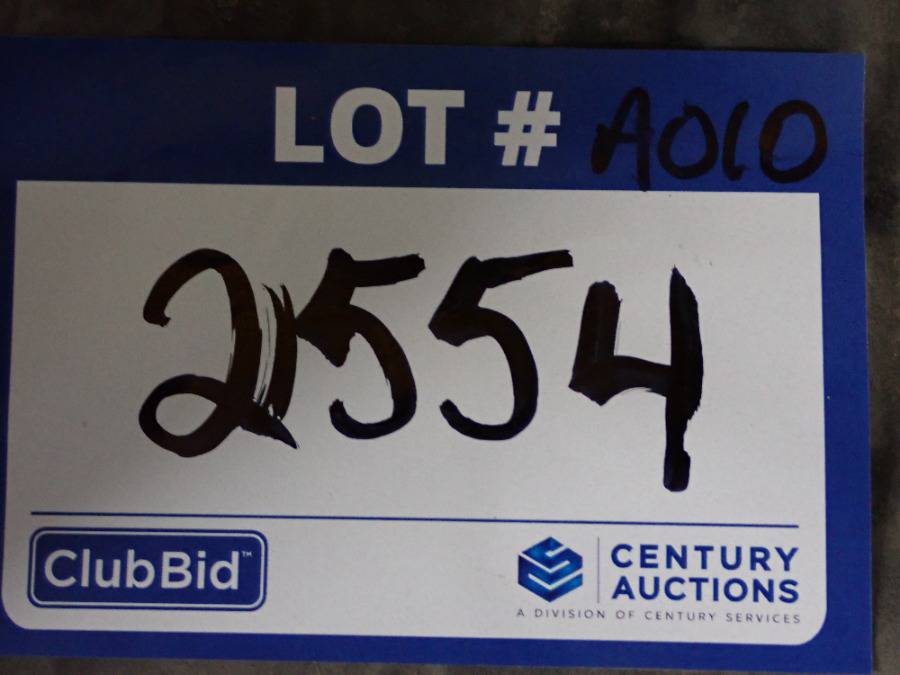 LOT # A010
2554
ClubBid™
CENTURY
AUCTIONS
A DIVISION OF CENTURY SERVICES